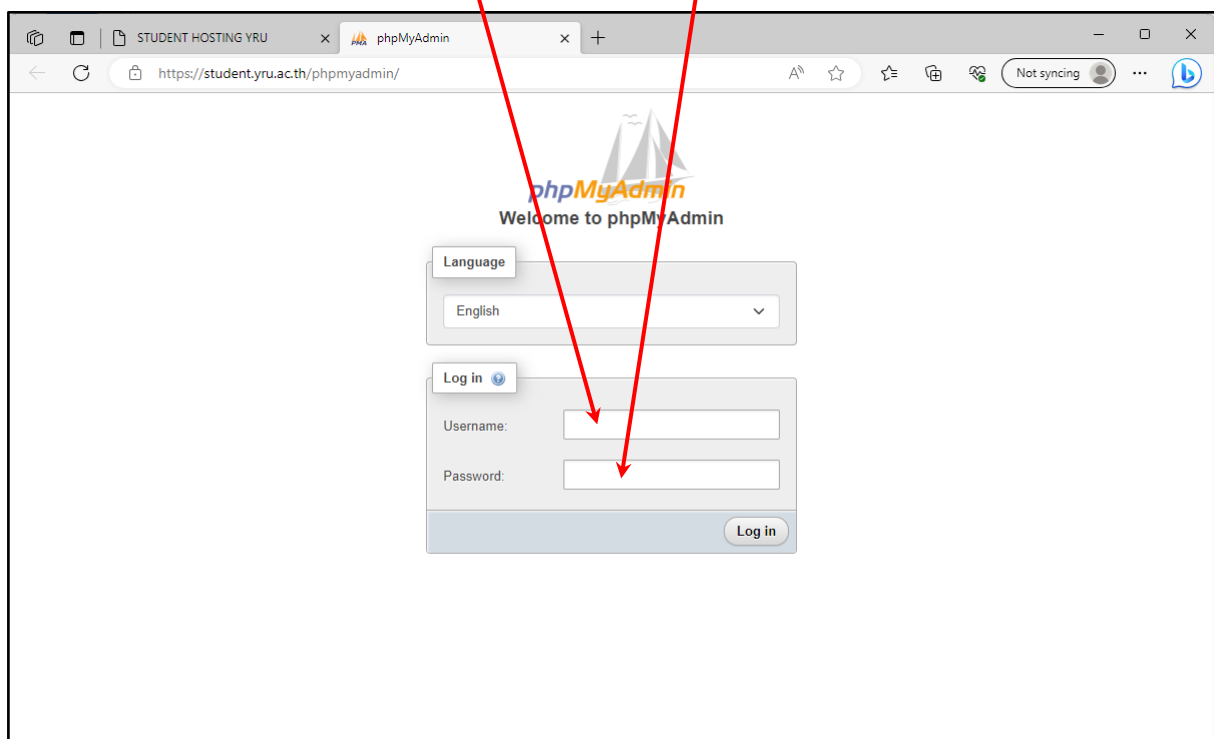 STUDENT HOSTING YRU
phpMyAdmin
https://student.yru.ac.th/phpmyadmin/
Not syncing
phpMyAdmin
Welcome to phpMyAdmin
Language
English
Log in
Username:
Password:
Log in